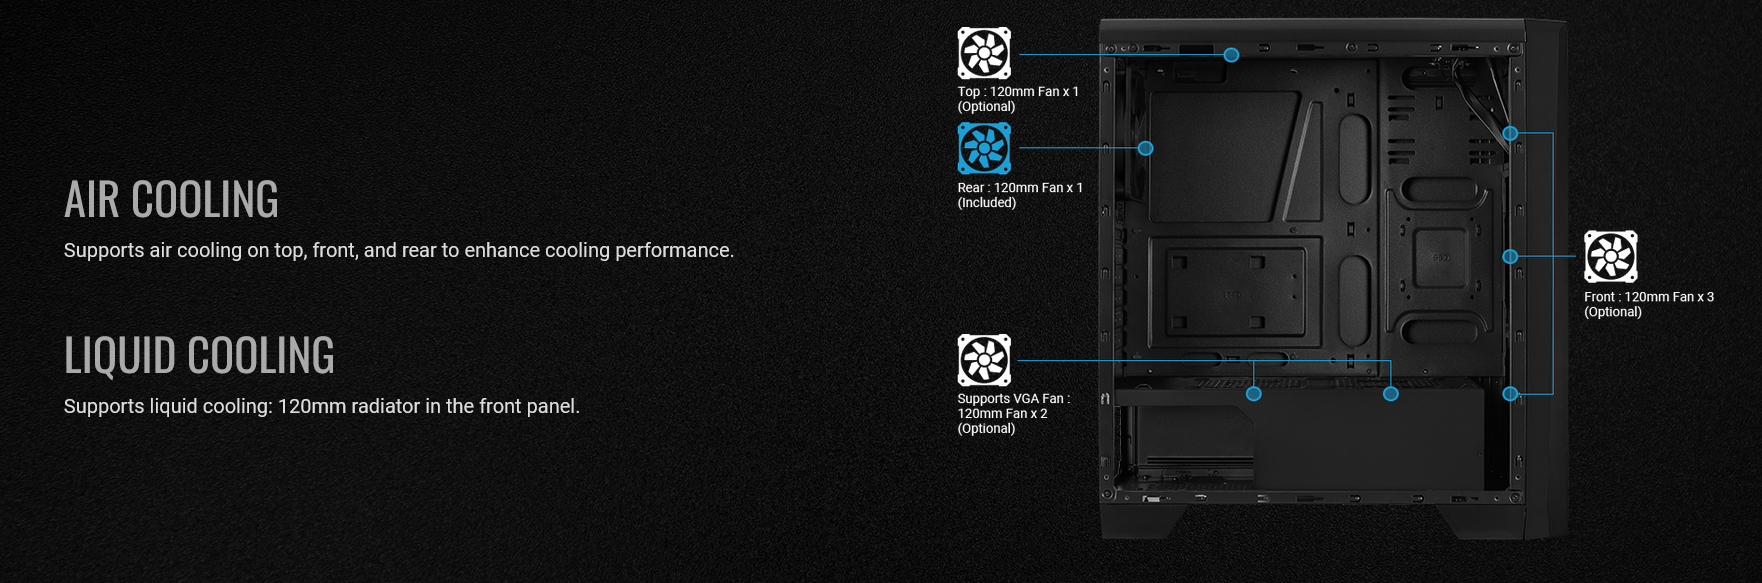 AIR COOLING
Supports air cooling on top, front, and rear to enhance cooling performance.
LIQUID COOLING
Supports liquid cooling: 120mm radiator in the front panel.
Top : 120mm Fan x 1
(Optional)
Rear : 120mm Fan x 1
(Included)
Supports VGA Fan :
120mm Fan x 2
(Optional)
Front : 120mm Fan x 3
(Optional)